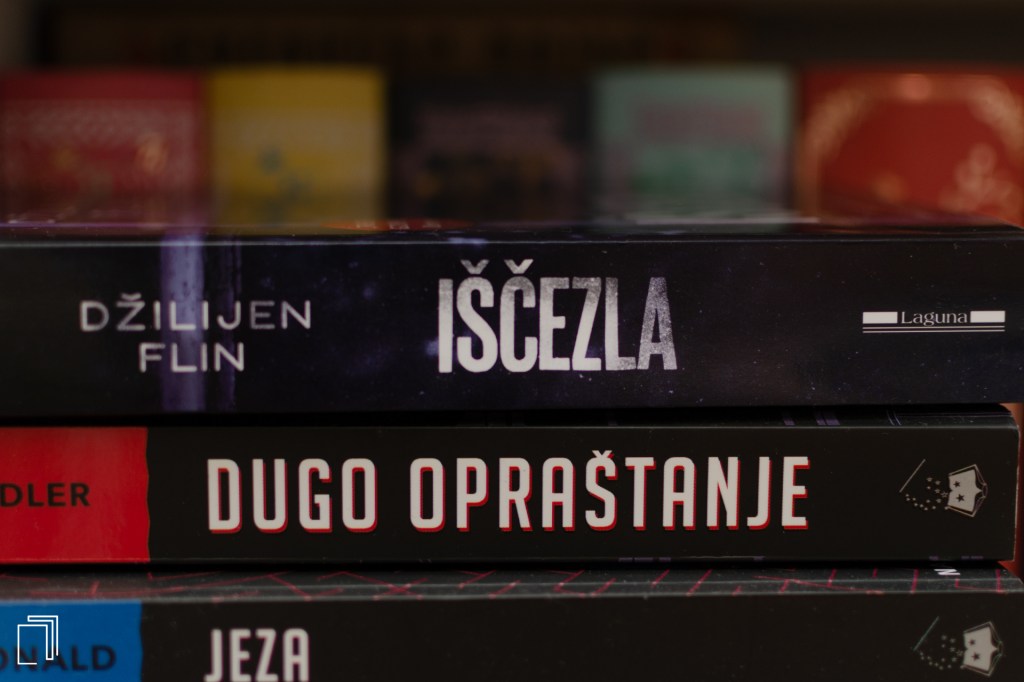 DŽILIJEN
FLIN
IŠČEZLA
Laguna
DLER
DUGO OPRAŠTANJE
NALD
JEZA